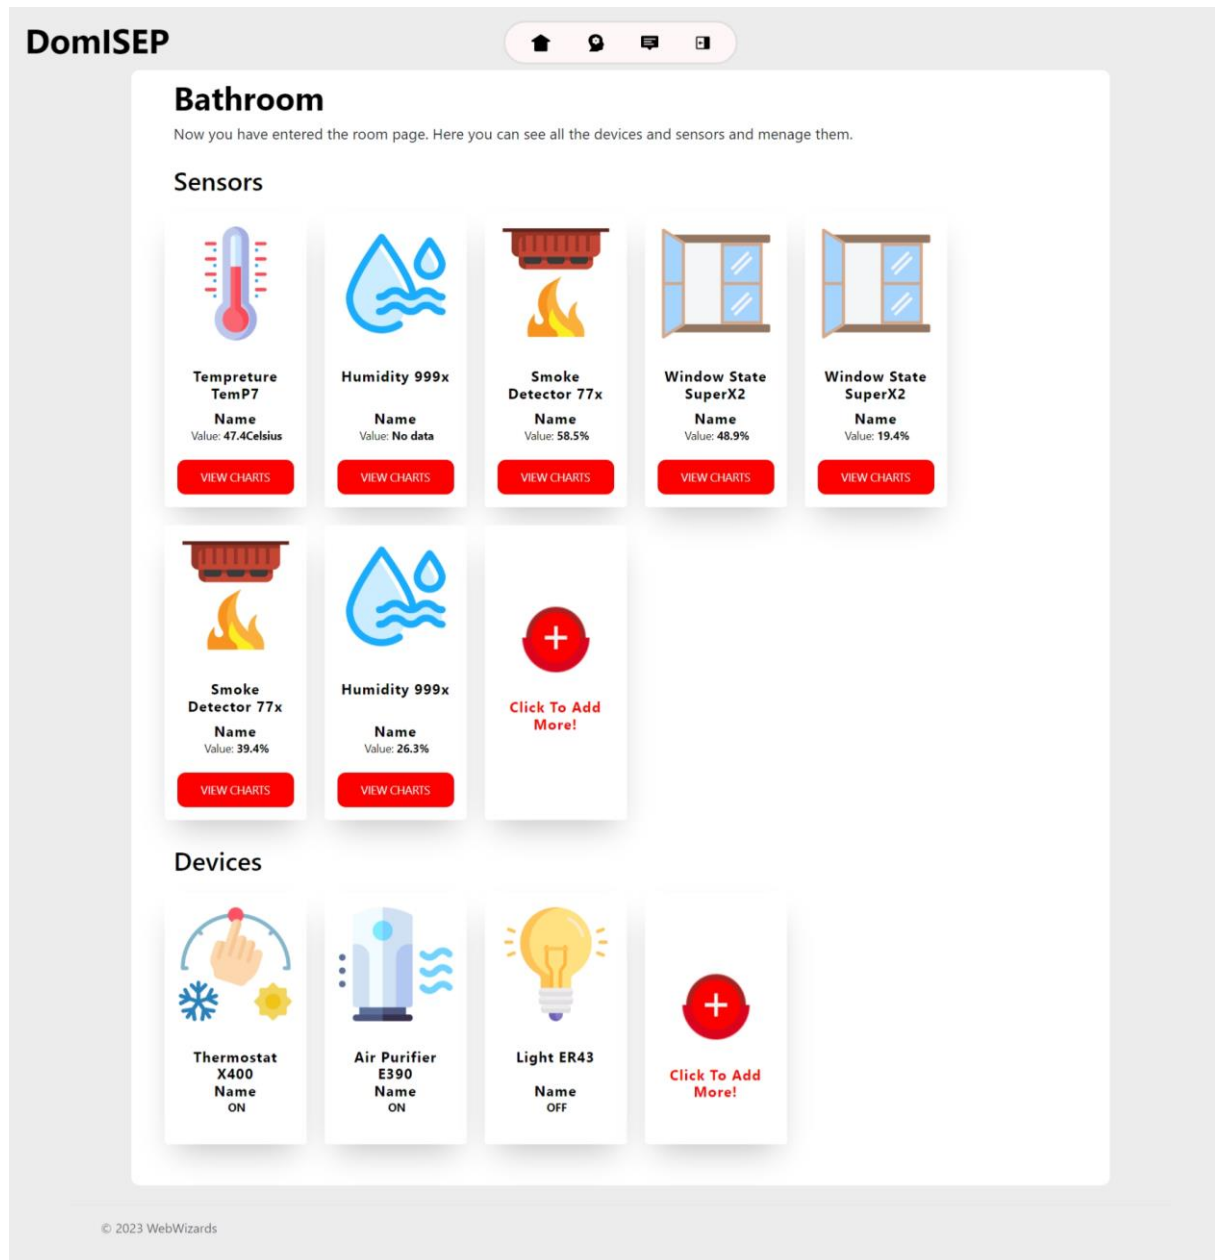 DomISEP
Bathroom
Now you have entered the room page. Here you can see all the devices and sensors and menage them.
Sensors
Tempreture
TemP7
Name
Value: 47.4Celsius
VIEW CHARTS
Humidity 999x
Name
Value: No data
VIEW CHARTS
Smoke
Detector 77x
Name
Value: 58.5%
VIEW CHARTS
Window State
SuperX2
Name
Value: 48.9%
VIEW CHARTS
Window State
SuperX2
Name
Value: 19.4%
VIEW CHARTS
Smoke
Detector 77x
Name
Value: 39.4%
VIEW CHARTS
Humidity 999x
Name
Value: 26.3%
VIEW CHARTS
Click To Add
More!
Devices
Thermostat
X400
Name
ON
Air Purifier
E390
Name
ON
Light ER43
Name
OFF
Click To Add
More!
© 2023 WebWizards